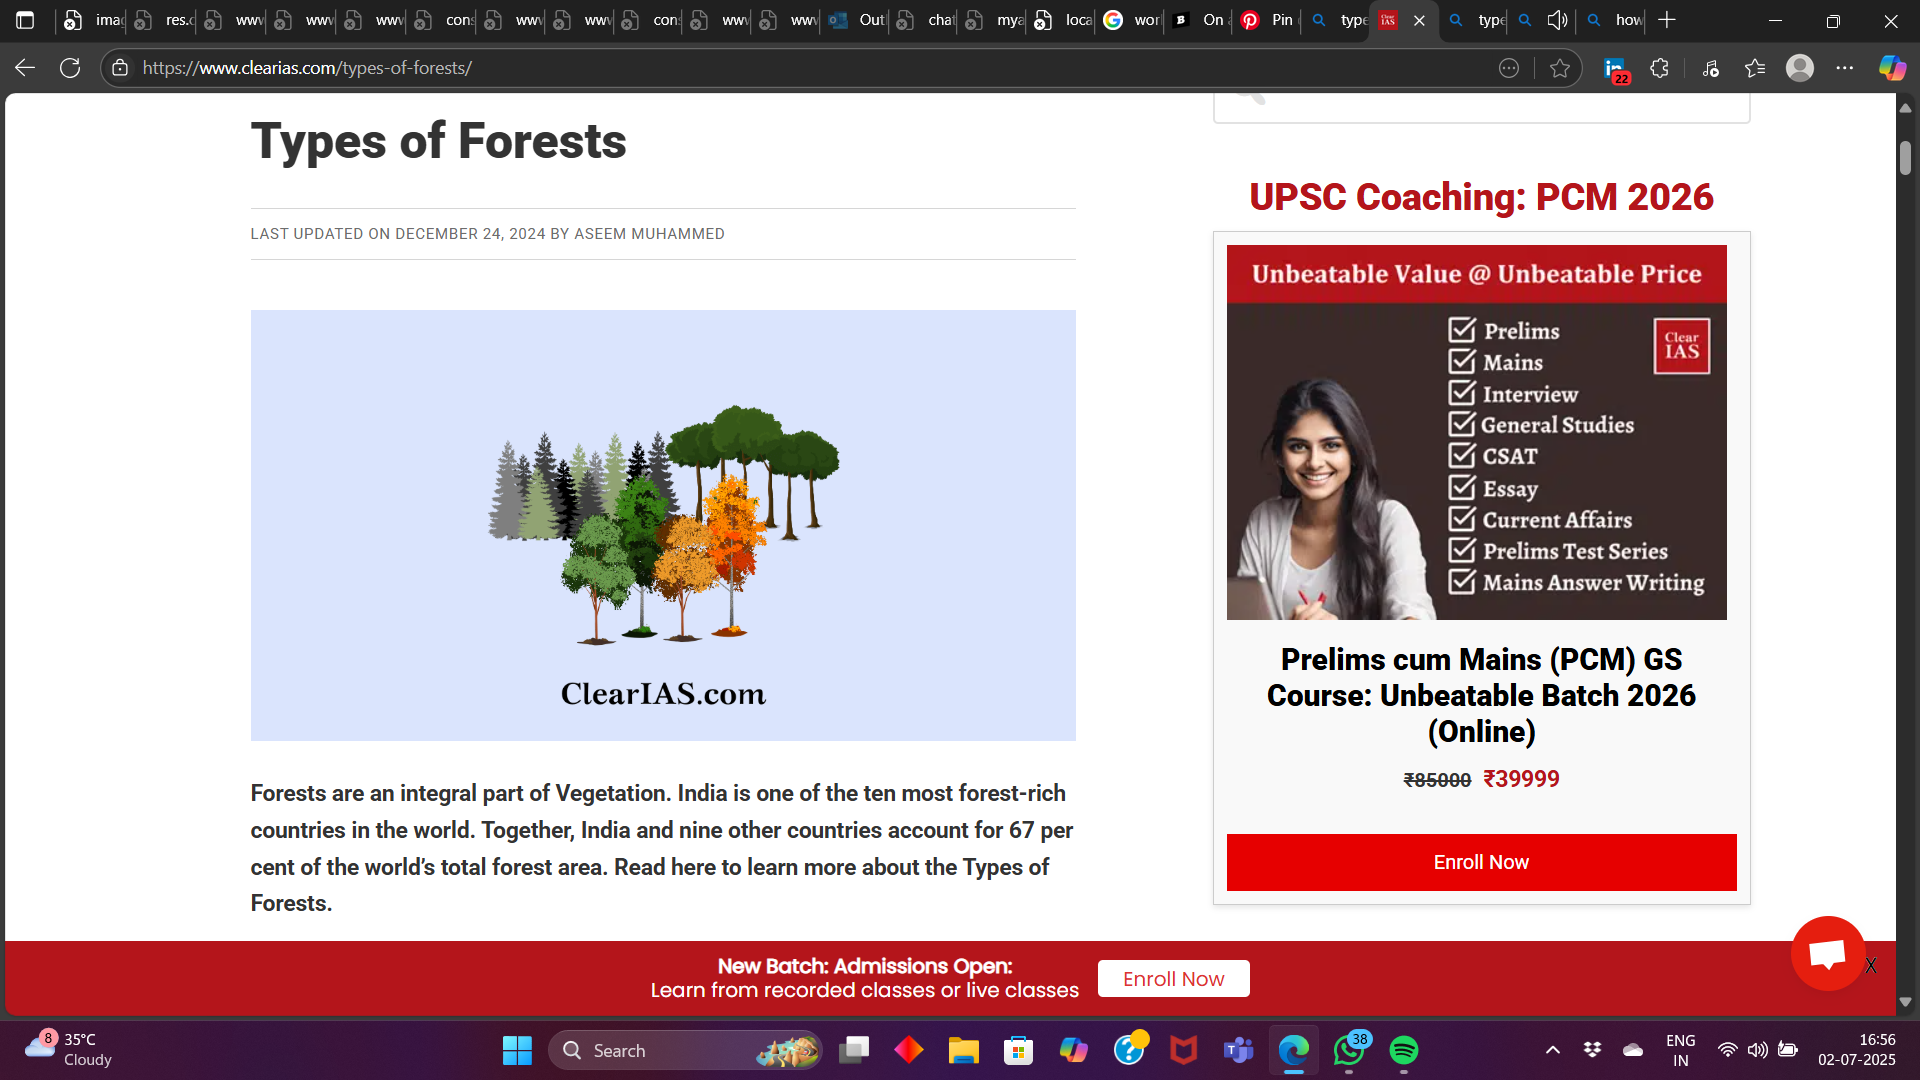 imag
res.c
www
www
www
cons
www
www
cons
www
www
Out
chat
mya
loca
worl
On a
Pin
type
type
how
https://www.clearias.com/types-of-forests/
22
Types of Forests
LAST UPDATED ON DECEMBER 24, 2024 BY ASEEM MUHAMMED
ClearIAS.com
Forests are an integral part of Vegetation. India is one of the ten most forest-rich
countries in the world. Together, India and nine other countries account for 67 per
cent of the world’s total forest area. Read here to learn more about the Types of
Forests.
UPSC Coaching: PCM 2026
Unbeatable Value @ Unbeatable Price
Clear
IAS
Prelims
Mains
Interview
General Studies
CSAT
Essay
Current Affairs
Prelims Test Series
Mains Answer Writing
Prelims cum Mains (PCM) GS
Course: Unbeatable Batch 2026
(Online)
₹85000 ₹39999
Enroll Now
New Batch: Admissions Open:
Learn from recorded classes or live classes
Enroll Now
X
8
35°C
Cloudy
Search
38
ENG
IN
16:56
02-07-2025